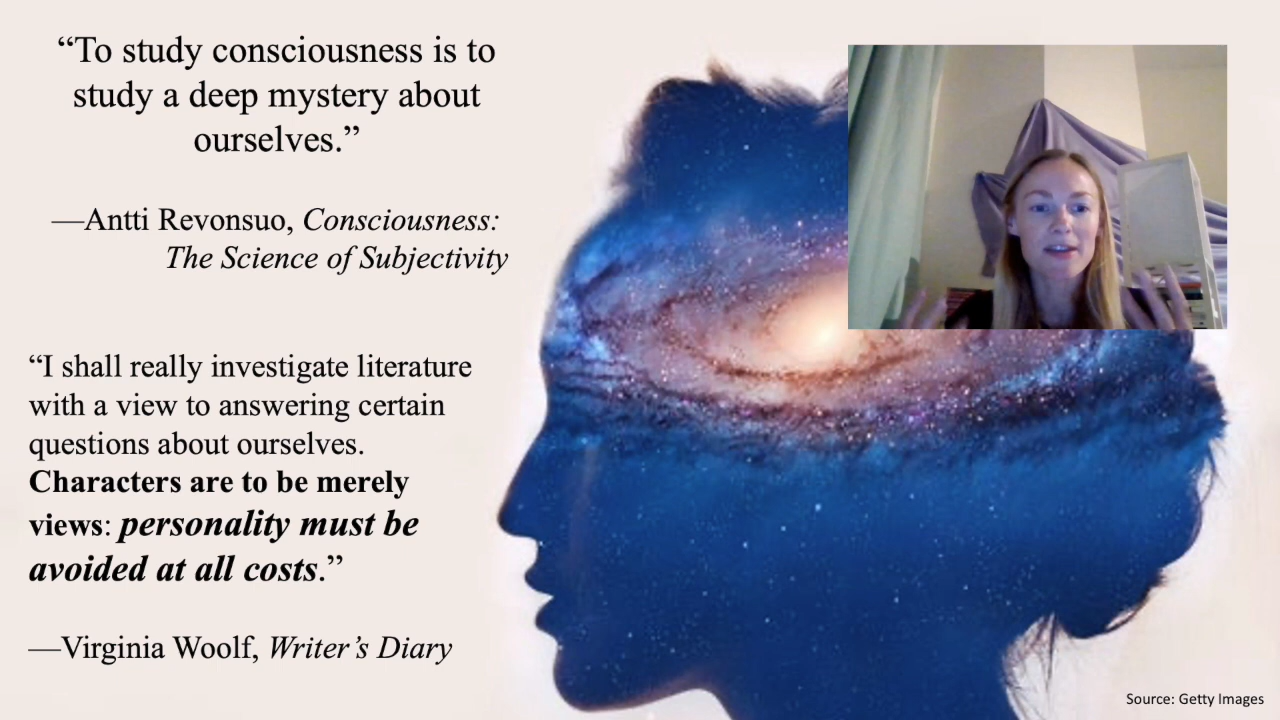 “To study consciousness is to
study a deep mystery about
ourselves.”
—Antti Revonsuo, Consciousness:
The Science of Subjectivity
“I shall really investigate literature
with a view to answering certain
questions about ourselves.
Characters are to be merely
views: personality must be
avoided at all costs.”
—Virginia Woolf, Writer’s Diary
Source: Getty Images